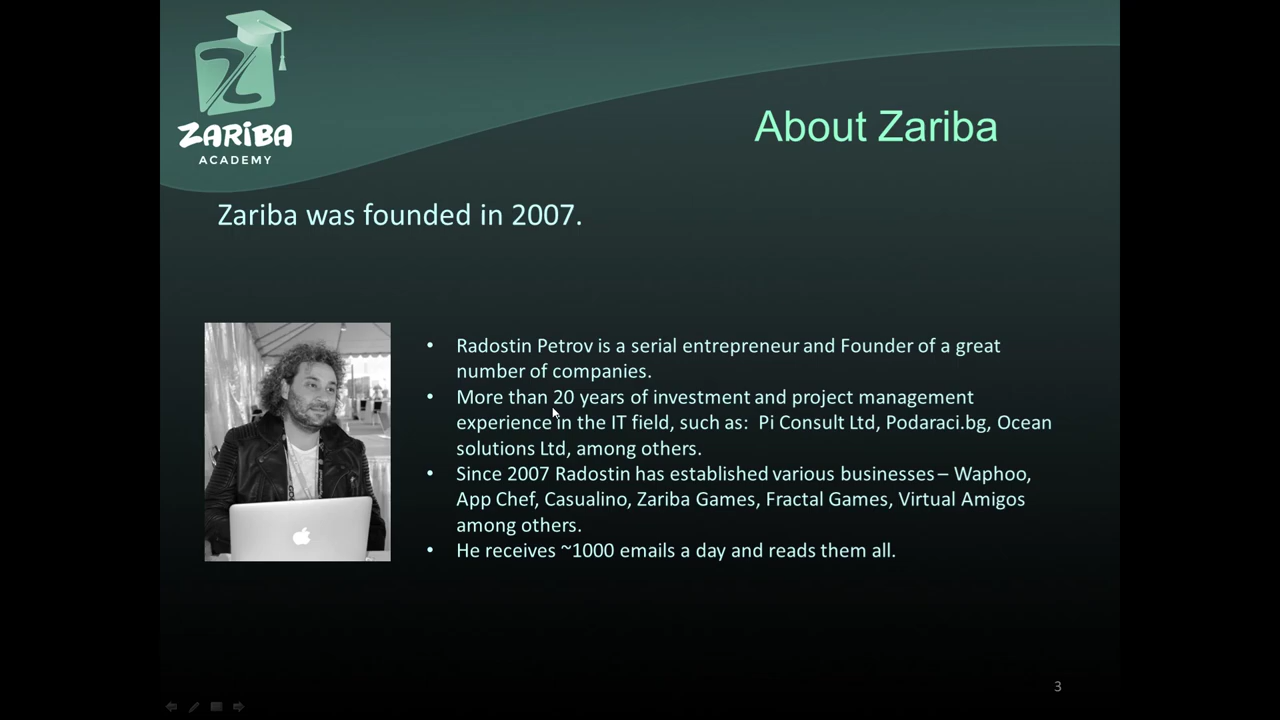 ZARIBA
ACADEMY
About Zariba
Zariba was founded in 2007.
• Radostin Petrov is a serial entrepreneur and Founder of a great
number of companies.
• More than 20 years of investment and project management
experience in the IT field, such as: Pi Consult Ltd, Podaraci.bg, Ocean
solutions Ltd, among others.
• Since 2007 Radostin has established various businesses – Waphoo,
App Chef, Casualino, Zariba Games, Fractal Games, Virtual Amigos
among others.
• He receives ~1000 emails a day and reads them all.
3